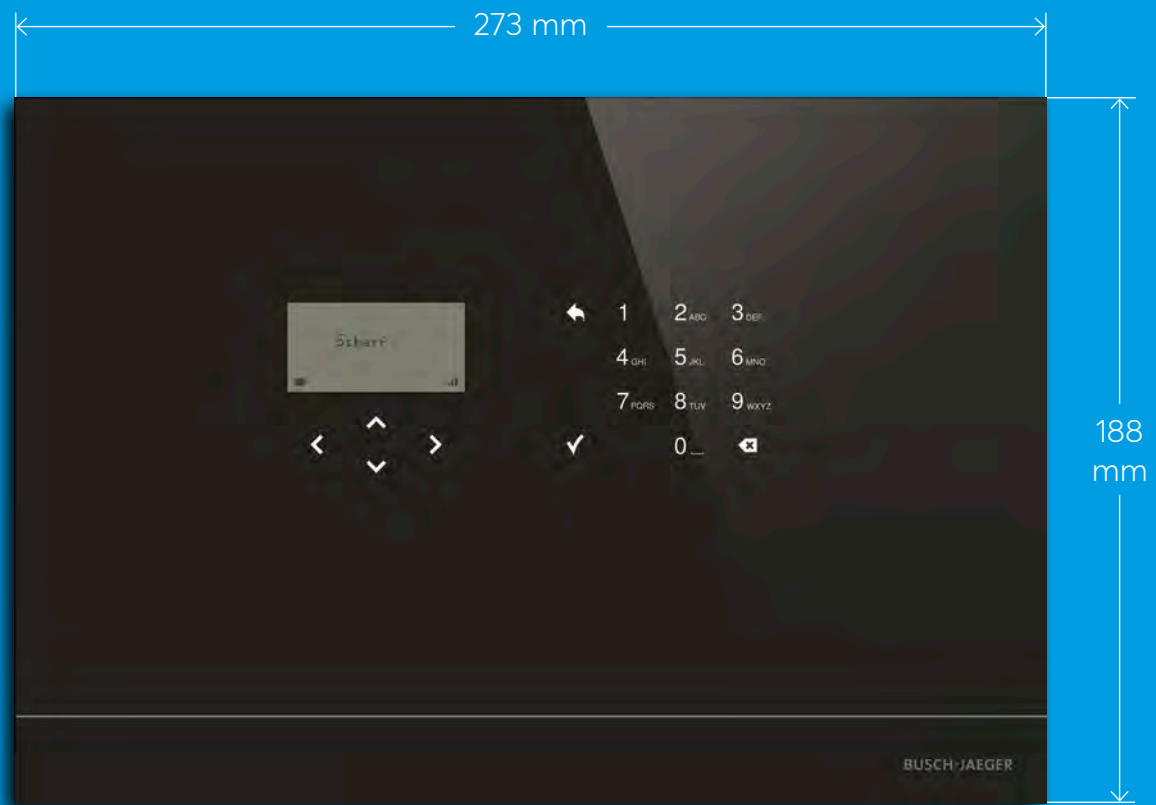 273 mm
188
mm
Scharf
1 2 ABC 3 DEF
4 GHI 5 JKL 6 MNO
7 PQRS 8 TUV 9 WXYZ
0
BUSCH-JAEGER